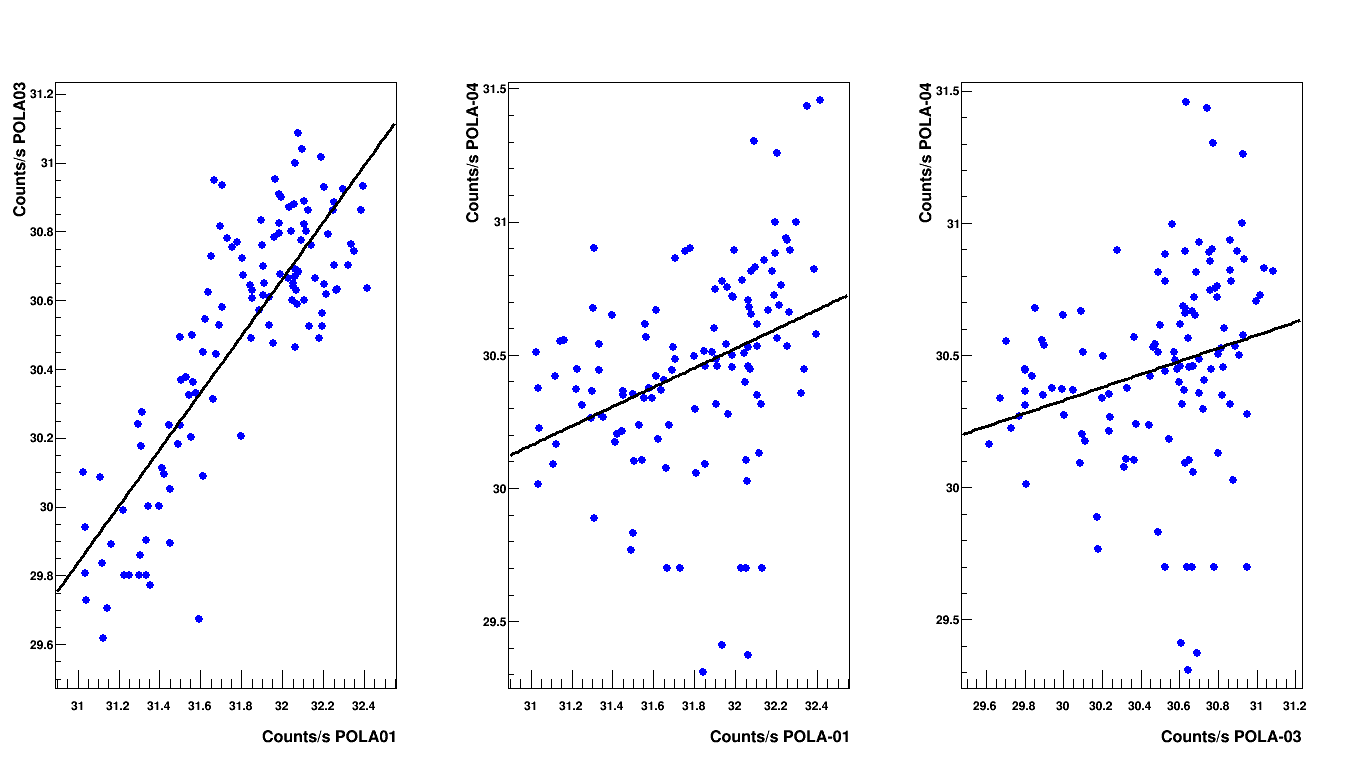 Counts/s POLA03
31.2
31
30.8
30.6
30.4
30.2
30
29.8
29.6
31 31.2 31.4 31.6 31.8 32 32.2 32.4
Counts/s POLA01
Counts/s POLA-04
31.5
31
30.5
30
29.5
31 31.2 31.4 31.6 31.8 32 32.2 32.4
Counts/s POLA-01
Counts/s POLA-04
31.5
31
30.5
30
29.5
29.6 29.8 30 30.2 30.4 30.6 30.8 31 31.2
Counts/s POLA-03